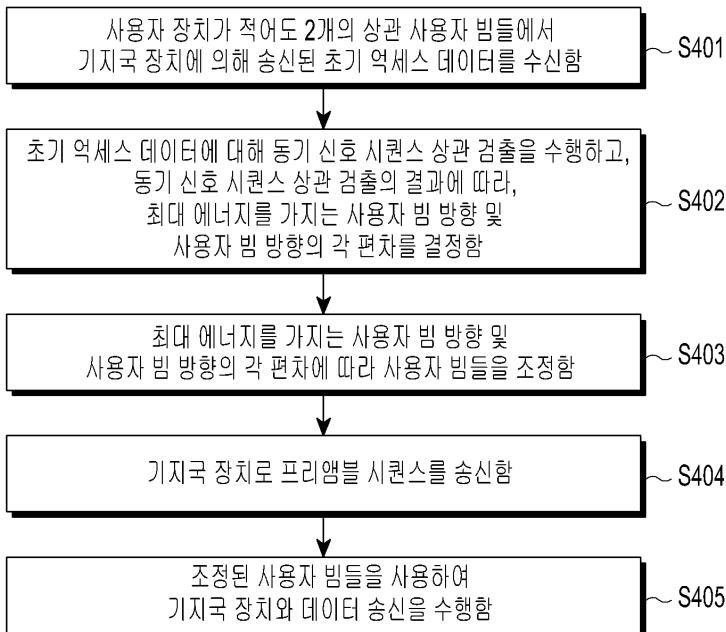 사용자 장치가 적어도 2개의 상관 사용자 빔들에서
기지국 장치에 의해 송신된 초기 억세스 데이터를 수신함
S401
초기 억세스 데이터에 대해 동기 신호 시퀀스 상관 검출을 수행하고,
동기 신호 시퀀스 상관 검출의 결과에 따라,
최대 에너지를 가지는 사용자 빔 방향 및
사용자 빔 방향의 각 편차를 결정함
S402
최대 에너지를 가지는 사용자 빔 방향 및
사용자 빔 방향의 각 편차에 따라 사용자 빔들을 조정함
S403
기지국 장치로 프리앰블 시퀀스를 송신함
S404
조정된 사용자 빔들을 사용하여
기지국 장치와 데이터 송신을 수행함
S405